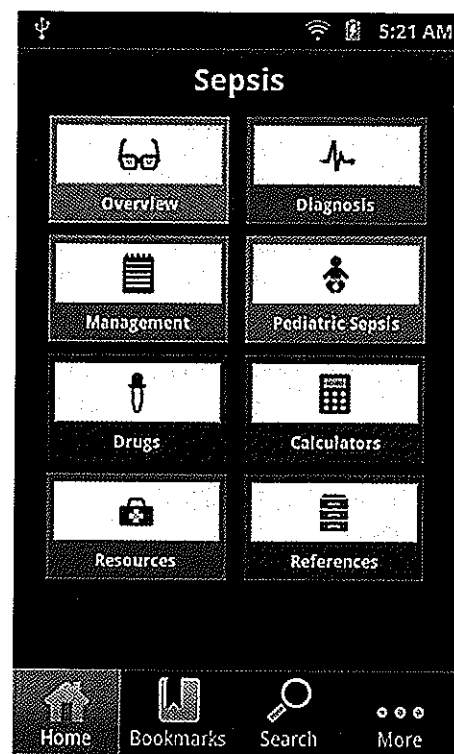 5:21 AM
Sepsis
Overview
Diagnosis
Management
Pediatric Sepsis
Drugs
Calculators
Resources
References
Home
Bookmarks
Search
More